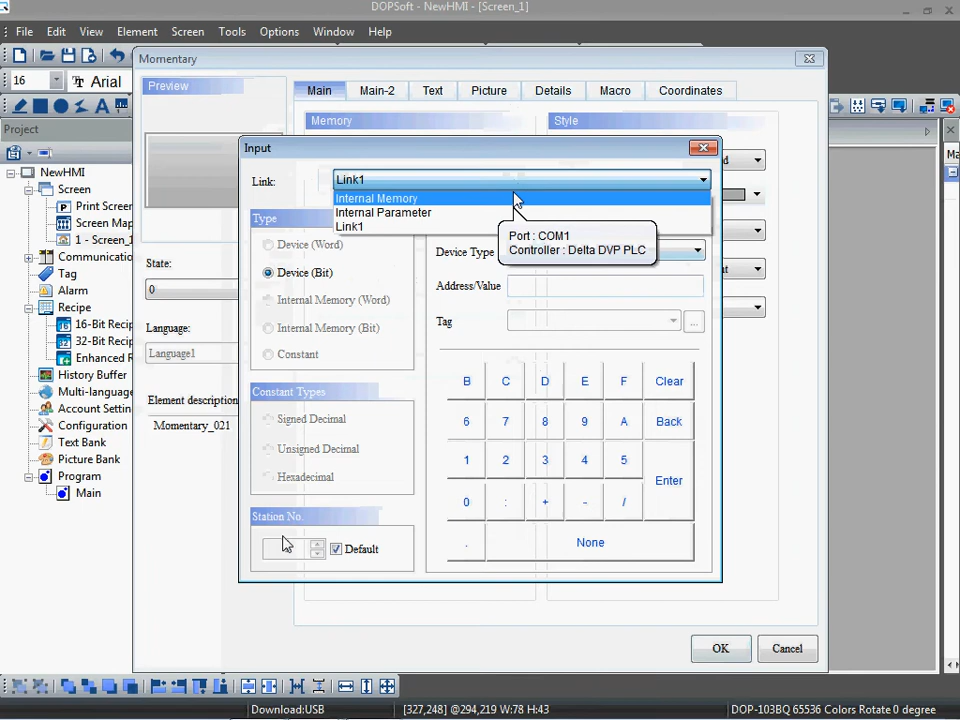 DOPSoft - NewHMI - [Screen_1]
File Edit View Element Screen Tools Options Window Help
16 Arial
Project
NewHMI
Screen
Print Screen
Screen Map
1 - Screen_1
Communicatio
Tag
Alarm
Recipe
16-Bit Recip
32-Bit Recip
Enhanced R
History Buffer
Multi-language
Account Settin
Configuration
Text Bank
Picture Bank
Program
Main
Momentary
Preview
State:
0
Language:
Language1
Element description
Momentary_021
Main Main-2 Text Picture Details Macro Coordinates
Memory
Style
Input
Link:
Link1
Internal Memory
Internal Parameter
Link1
Port : COM1
Controller : Delta DVP PLC
Type
Device (Word)
Device (Bit)
Internal Memory (Word)
Internal Memory (Bit)
Constant
Constant Types
Signed Decimal
Unsigned Decimal
Hexadecimal
Station No.
Default
Device Type
Address/Value
Tag
...
B C D E F Clear
6 7 8 9 A Back
1 2 3 4 5
Enter
0 : + - /
. None
OK Cancel
Ma
Download:USB [327,248] @294,219 W:78 H:43 DOP-103BQ 65536 Colors Rotate 0 degree